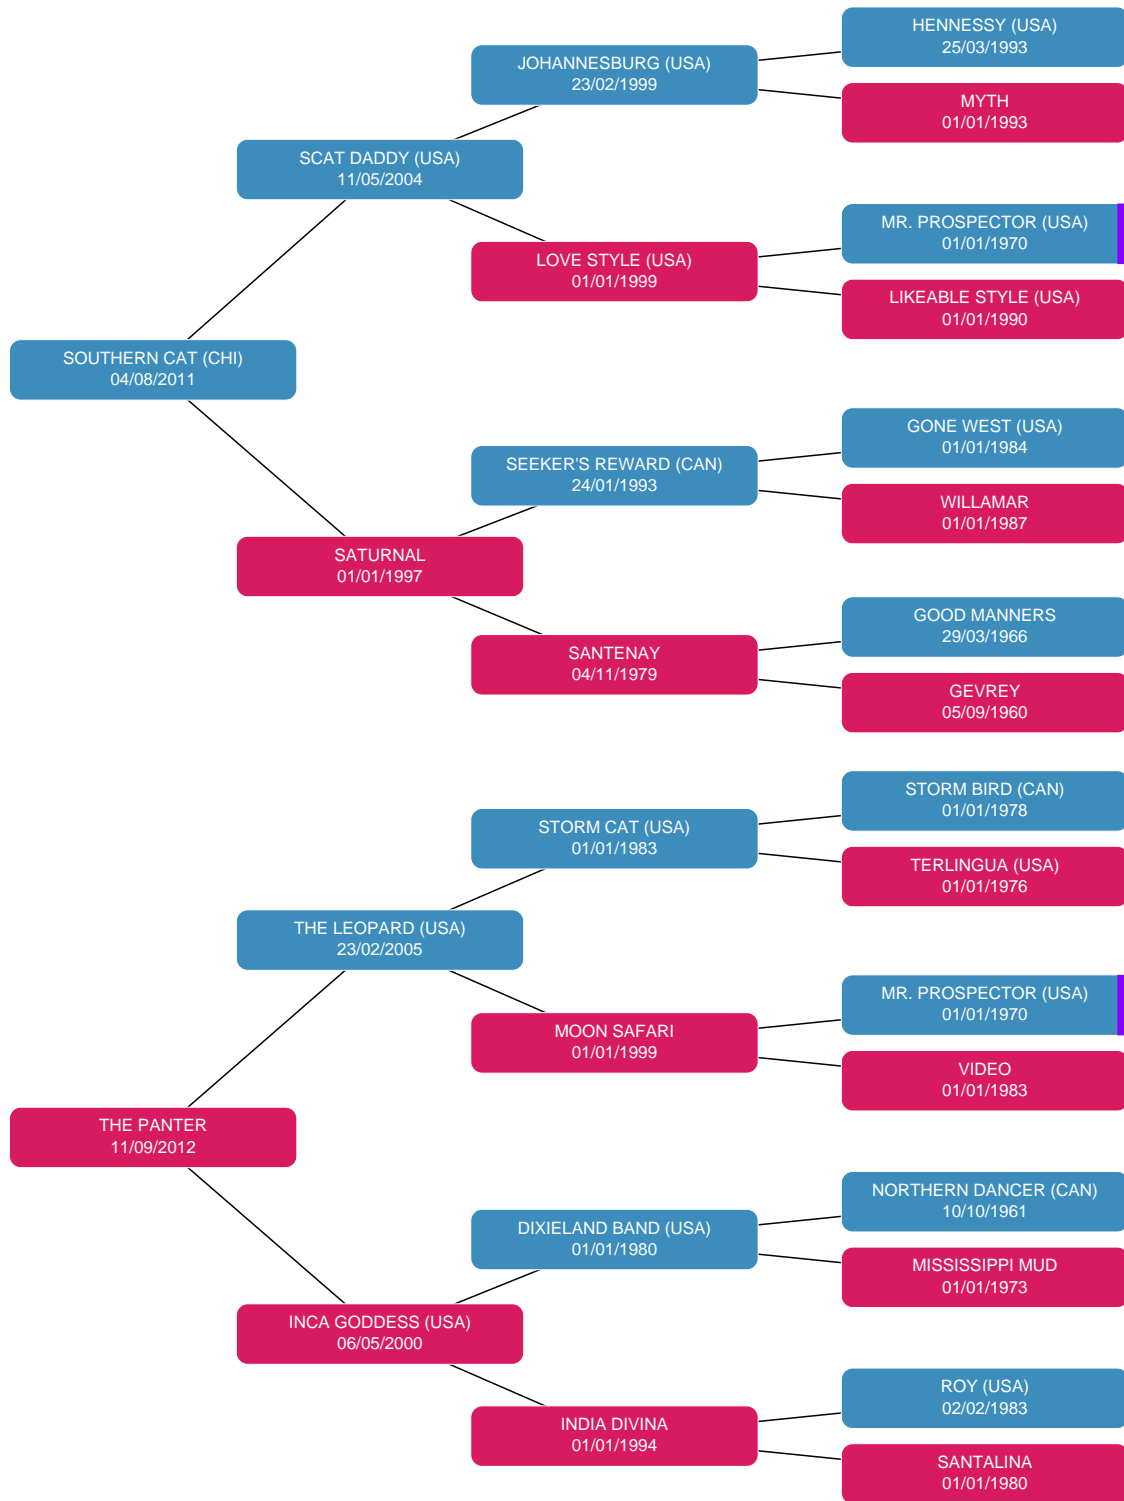 HENNESSY (USA)
25/03/1993
JOHANNESBURG (USA)
23/02/1999
MYTH
01/01/1993
SCAT DADDY (USA)
11/05/2004
MR. PROSPECTOR (USA)
01/01/1970
LOVE STYLE (USA)
01/01/1999
LIKEABLE STYLE (USA)
01/01/1990
SOUTHERN CAT (CHI)
04/08/2011
GONE WEST (USA)
01/01/1984
SEEKER'S REWARD (CAN)
24/01/1993
WILLAMAR
01/01/1987
SATURNAL
01/01/1997
GOOD MANNERS
29/03/1966
SANTENAY
04/11/1979
GEVREY
05/09/1960
STORM BIRD (CAN)
01/01/1978
STORM CAT (USA)
01/01/1983
TERLINGUA (USA)
01/01/1976
THE LEOPARD (USA)
23/02/2005
MR. PROSPECTOR (USA)
01/01/1970
MOON SAFARI
01/01/1999
VIDEO
01/01/1983
THE PANTER
11/09/2012
NORTHERN DANCER (CAN)
10/10/1961
DIXIELAND BAND (USA)
01/01/1980
MISSISSIPPI MUD
01/01/1973
INCA GODDESS (USA)
06/05/2000
ROY (USA)
02/02/1983
INDIA DIVINA
01/01/1994
SANTALINA
01/01/1980